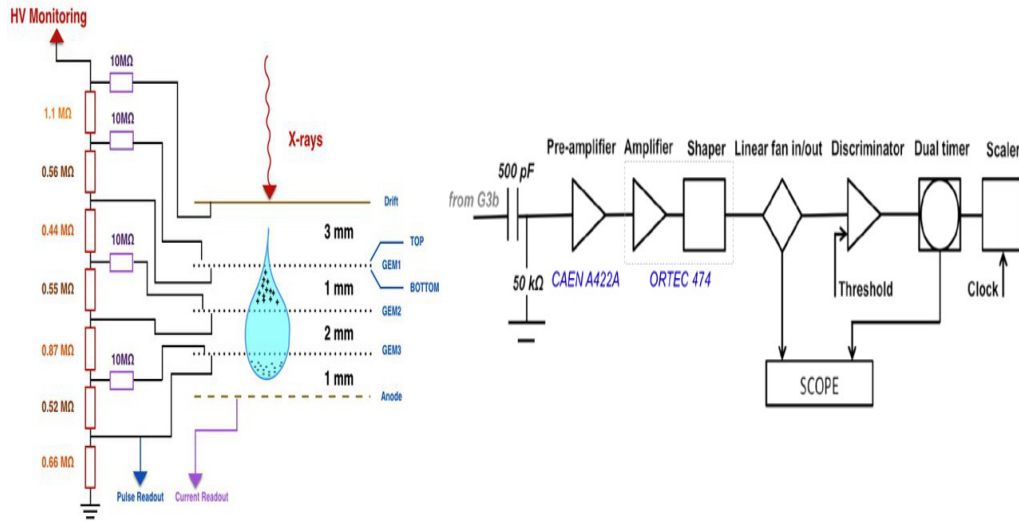 HV Monitoring
10MΩ
1.1 MΩ
10MΩ
0.56 MΩ
0.44 MΩ
10MΩ
0.55 MΩ
0.87 MΩ
10MΩ
0.52 MΩ
0.66 MΩ
X-rays
Drift
3 mm
TOP
GEM1
1 mm
BOTTOM
GEM2
2 mm
GEM3
1 mm
Anode
Pulse Readout
Current Readout
from G3b
500 pF
50 kΩ
Pre-amplifier
CAEN A422A
Amplifier
Shaper
ORTEC 474
Linear fan in/out
Discriminator
Threshold
Dual timer
Scaler
Clock
SCOPE